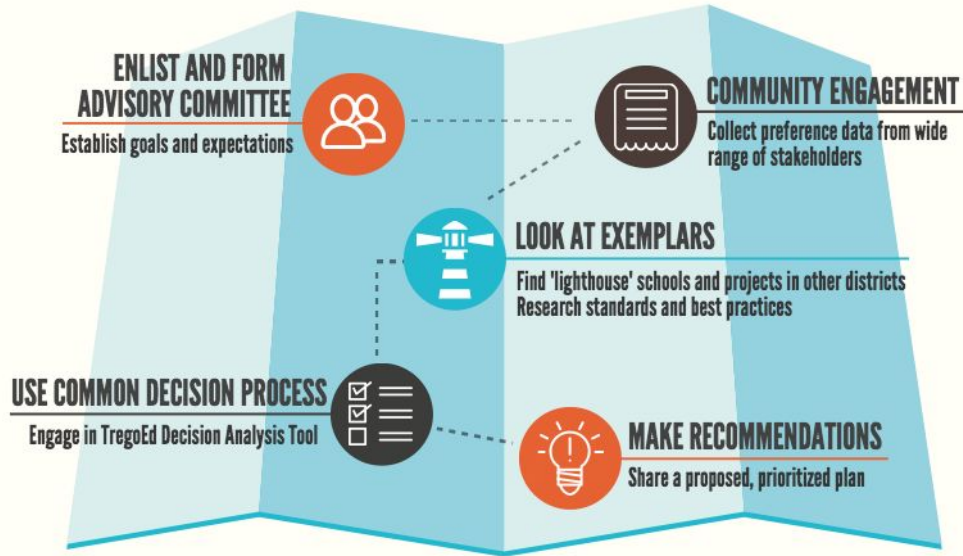 ENLIST AND FORM
ADVISORY COMMITTEE
Establish goals and expectations
COMMUNITY ENGAGEMENT
Collect preference data from wide
range of stakeholders
LOOK AT EXEMPLARS
Find 'lighthouse' schools and projects in other districts
Research standards and best practices
USE COMMON DECISION PROCESS
Engage in TregoEd Decision Analysis Tool
MAKE RECOMMENDATIONS
Share a proposed, prioritized plan